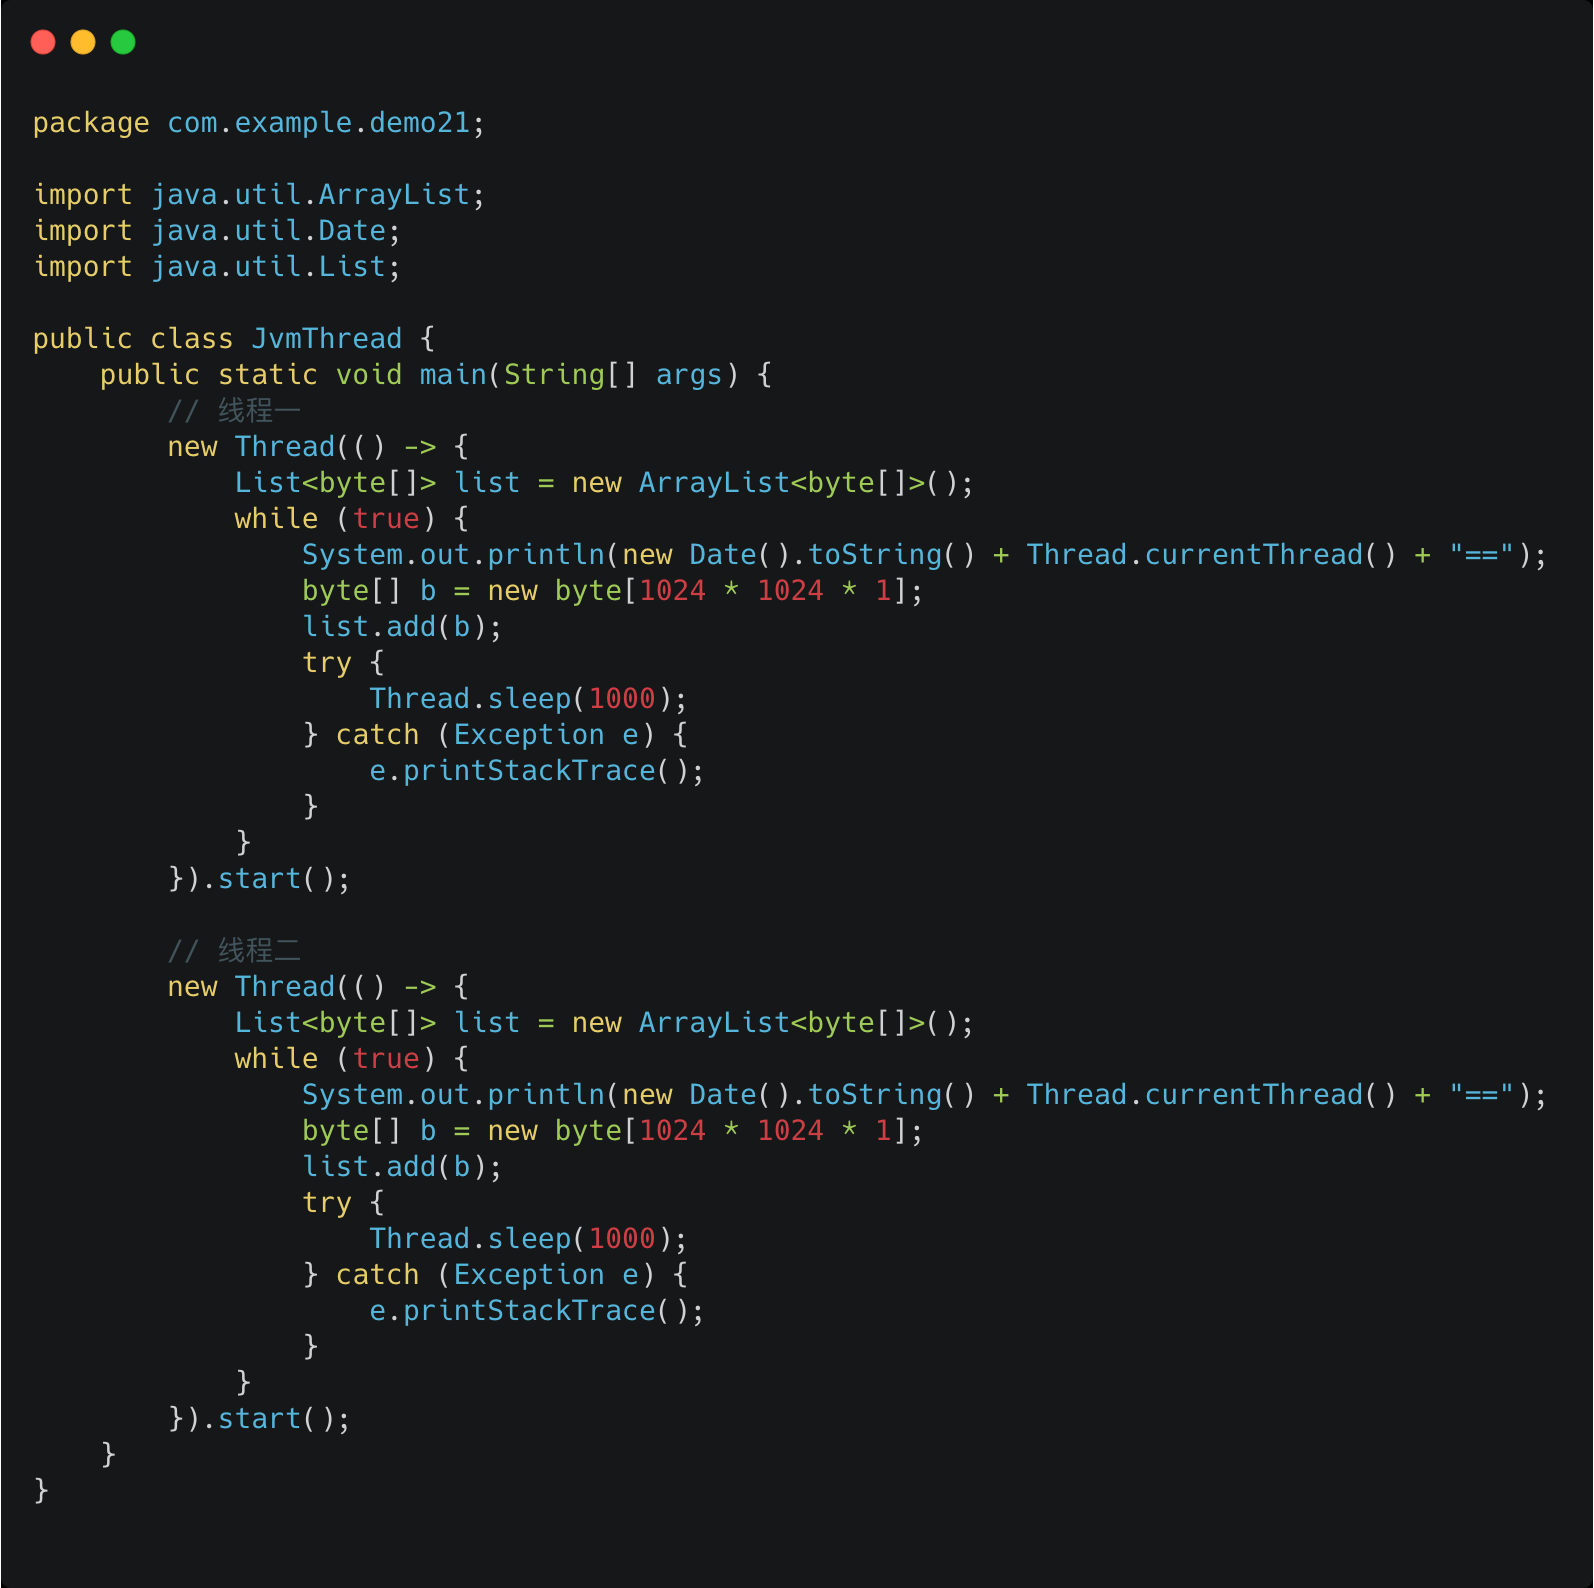 package com.example.demo21;

import java.util.ArrayList;
import java.util.Date;
import java.util.List;

public class JvmThread {
    public static void main(String[] args) {
        // 线程一
        new Thread(() -> {
            List<byte[]> list = new ArrayList<byte[]>();
            while (true) {
                System.out.println(new Date().toString() + Thread.currentThread() + "==");
                byte[] b = new byte[1024 * 1024 * 1];
                list.add(b);
                try {
                    Thread.sleep(1000);
                } catch (Exception e) {
                    e.printStackTrace();
                }
            }
        }).start();

        // 线程二
        new Thread(() -> {
            List<byte[]> list = new ArrayList<byte[]>();
            while (true) {
                System.out.println(new Date().toString() + Thread.currentThread() + "==");
                byte[] b = new byte[1024 * 1024 * 1];
                list.add(b);
                try {
                    Thread.sleep(1000);
                } catch (Exception e) {
                    e.printStackTrace();
                }
            }
        }).start();
    }
}